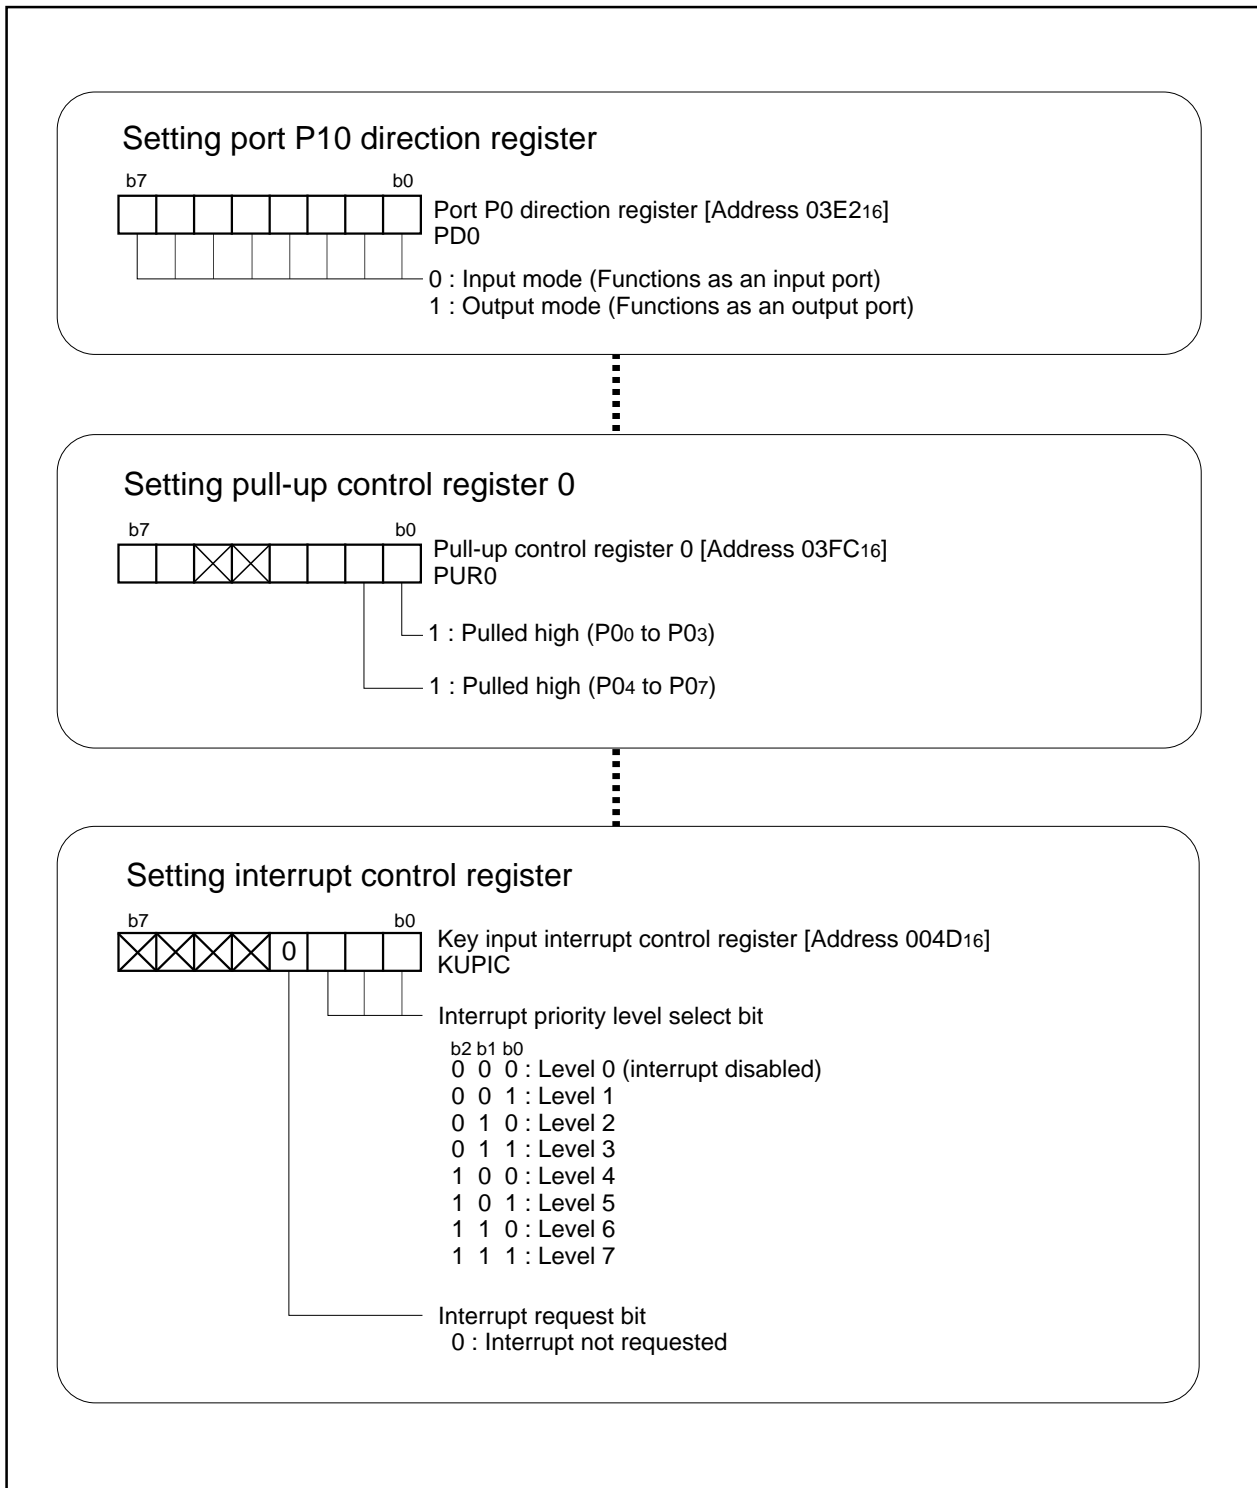 Setting port P10 direction register
b7 b0
Port P0 direction register [Address 03E216]
PD0
0 : Input mode (Functions as an input port)
1 : Output mode (Functions as an output port)
Setting pull-up control register 0
b7 b0
Pull-up control register 0 [Address 03FC16]
PUR0
1 : Pulled high (P00 to P03)
1 : Pulled high (P04 to P07)
Setting interrupt control register
b7 b0
0
Key input interrupt control register [Address 004D16]
KUPIC
Interrupt priority level select bit
b2 b1 b0
0 0 0 : Level 0 (interrupt disabled)
0 0 1 : Level 1
0 1 0 : Level 2
0 1 1 : Level 3
1 0 0 : Level 4
1 0 1 : Level 5
1 1 0 : Level 6
1 1 1 : Level 7
Interrupt request bit
0 : Interrupt not requested